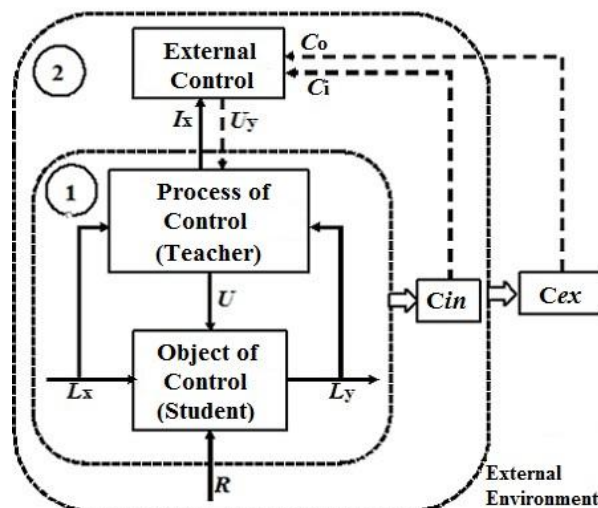 2
External
Control
Co
Ci
Ix
Uy
1
Process of
Control
(Teacher)
U
Cin
Cex
Object of
Control
(Student)
Lx
Ly
R
External
Environment